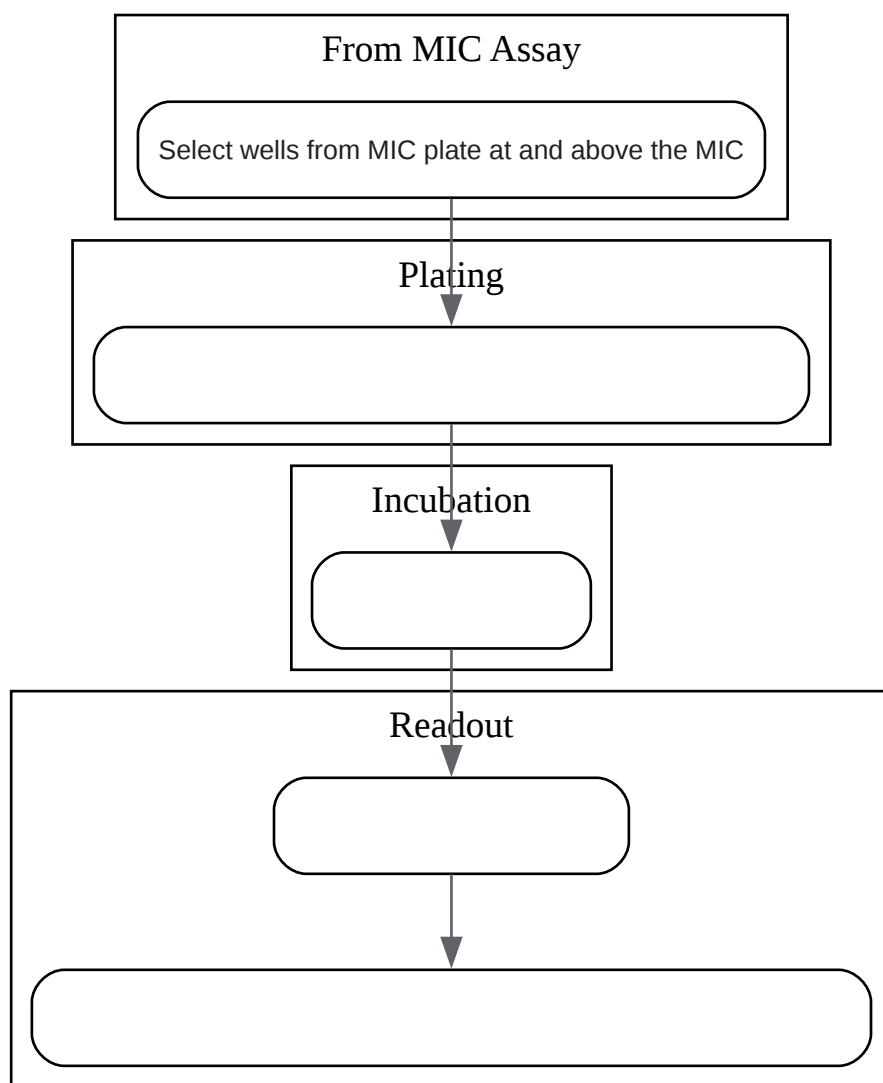 From MIC Assay
Select wells from MIC plate at and above the MIC
Plating
Incubation
Readout